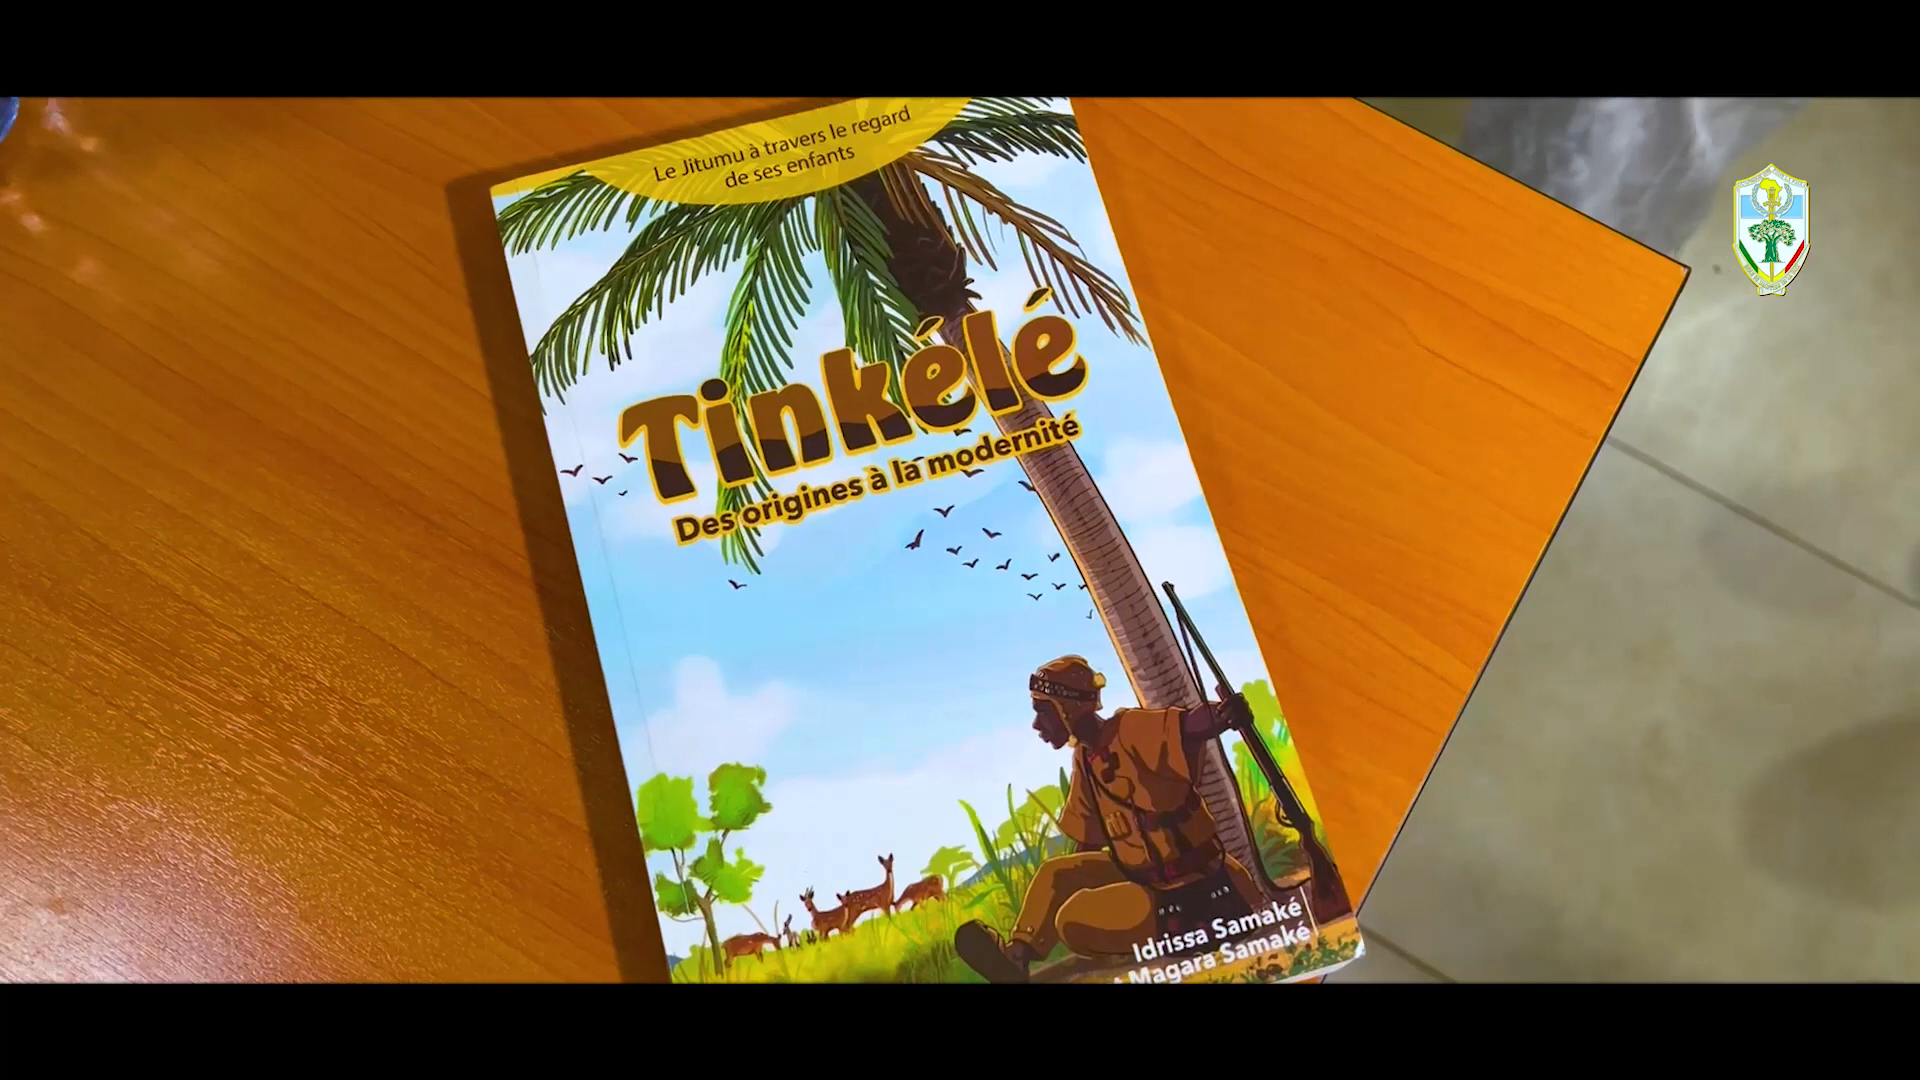 Le Jitumu à travers le regard
de ses enfants
Tinkélé
Des origines à la modernité
Idrissa Samaké
Magara Samaké